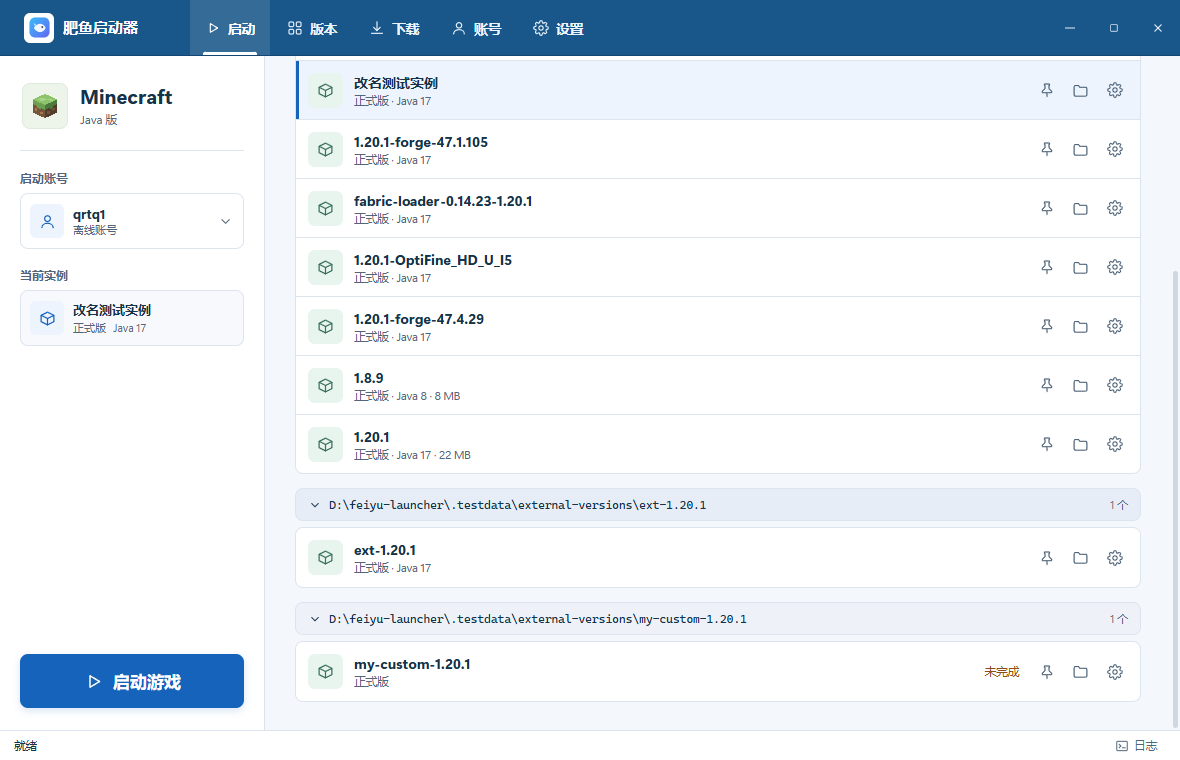 肥鱼启动器
启动
版本
下载
账号
设置
Minecraft
Java 版
启动账号
qrtq1
离线账号
当前实例
改名测试实例
正式版 Java 17
启动游戏
改名测试实例
正式版 · Java 17
1.20.1-forge-47.1.105
正式版 · Java 17
fabric-loader-0.14.23-1.20.1
正式版 · Java 17
1.20.1-OptiFine_HD_U_I5
正式版 · Java 17
1.20.1-forge-47.4.29
正式版 · Java 17
1.8.9
正式版 · Java 8 · 8 MB
1.20.1
正式版 · Java 17 · 22 MB
D:\feiyu-launcher\.testdata\external-versions\ext-1.20.1
1个
ext-1.20.1
正式版 · Java 17
D:\feiyu-launcher\.testdata\external-versions\my-custom-1.20.1
1个
my-custom-1.20.1
正式版
未完成
就绪
日志